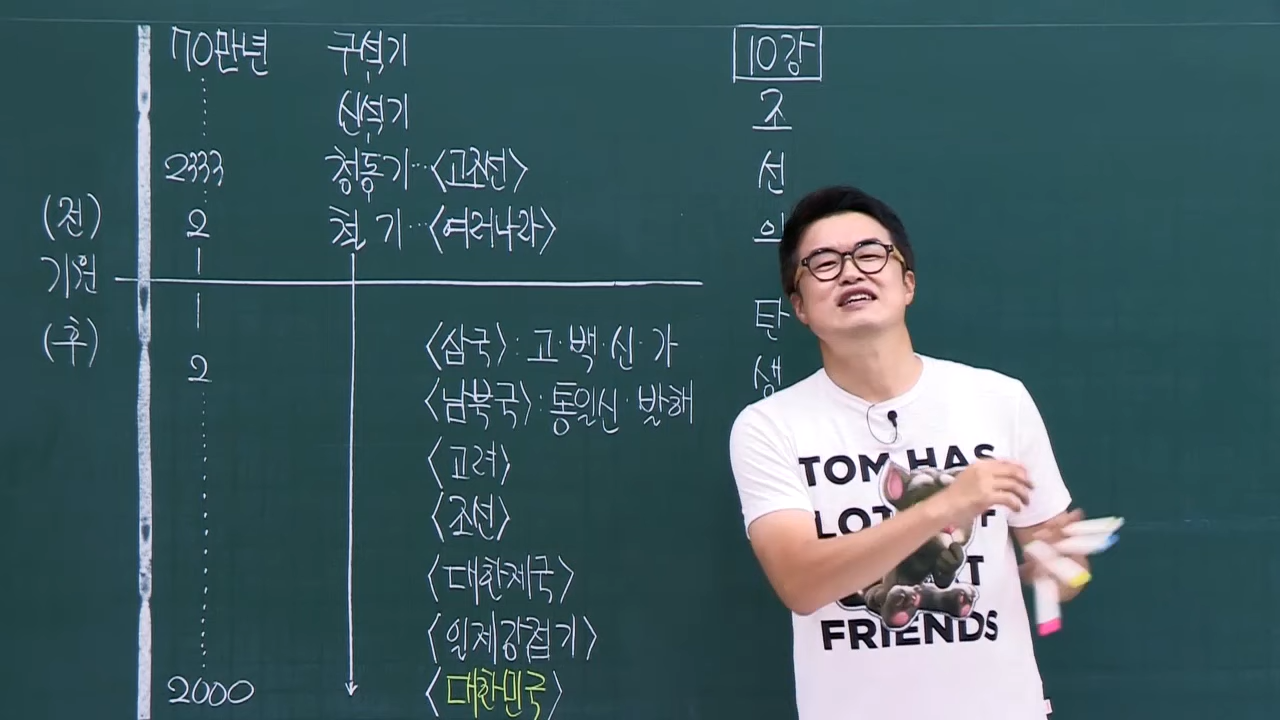 70만년 구석기
신석기
2333 청동기…<고조선>
(전) 2 철기…<여러나라>
1
기원
1
(후)
<삼국>: 고·백·신·가
2
<남북국>: 통일신·발해
<고려>
<조선>
<대한제국>
<일제강점기>
2000 <대한민국>
10강
조
선
의
탄
생
TOM HAS
FRIENDS